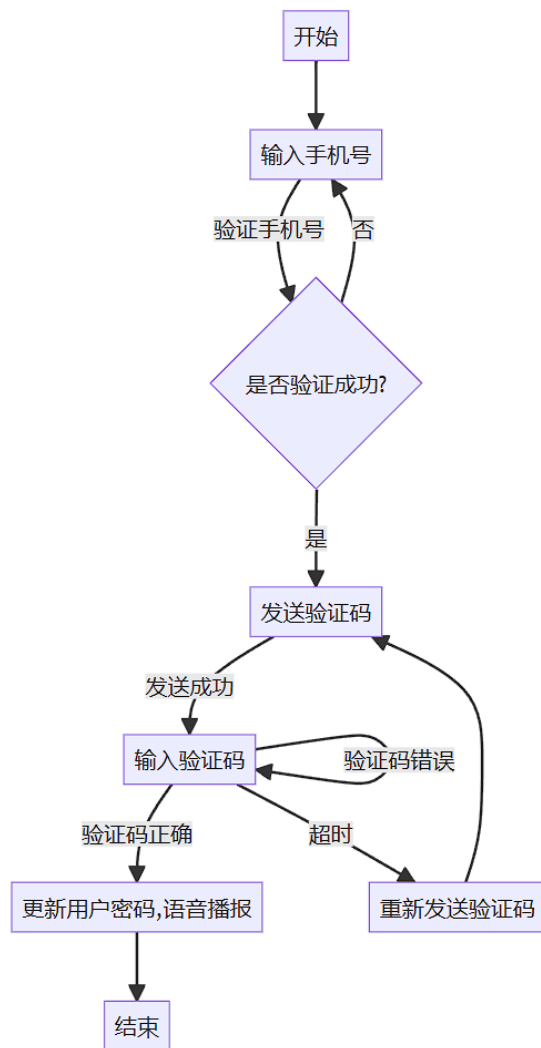 开始
输入手机号
验证手机号
否
是否验证成功?
是
发送验证码
发送成功
输入验证码
验证码错误
验证码正确
超时
更新用户密码,语音播报
重新发送验证码
结束